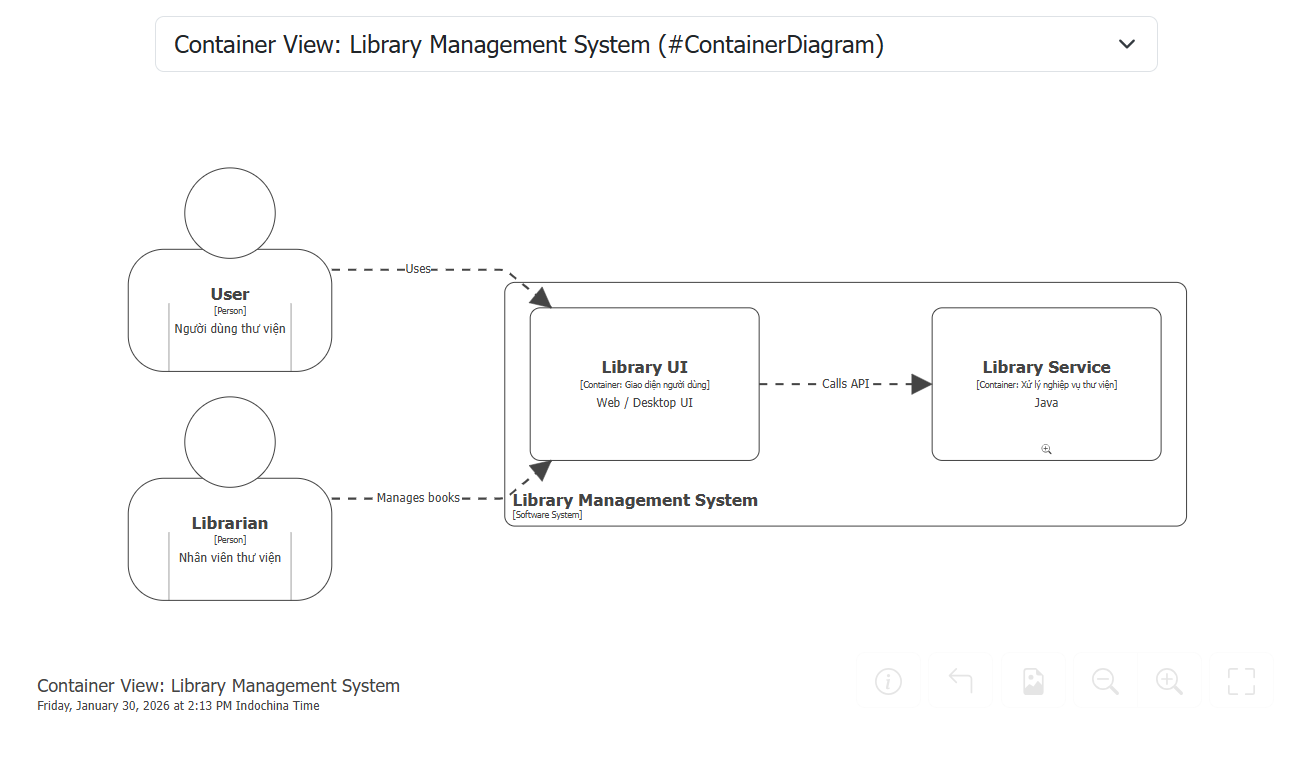 Container View: Library Management System (#ContainerDiagram)
User
[Person]
Người dùng thư viện
Uses
Library UI
[Container: Giao diện người dùng]
Web / Desktop UI
Calls API
Library Service
[Container: Xử lý nghiệp vụ thư viện]
Java
Librarian
[Person]
Nhân viên thư viện
Manages books
Library Management System
[Software System]
Container View: Library Management System
Friday, January 30, 2026 at 2:13 PM Indochina Time